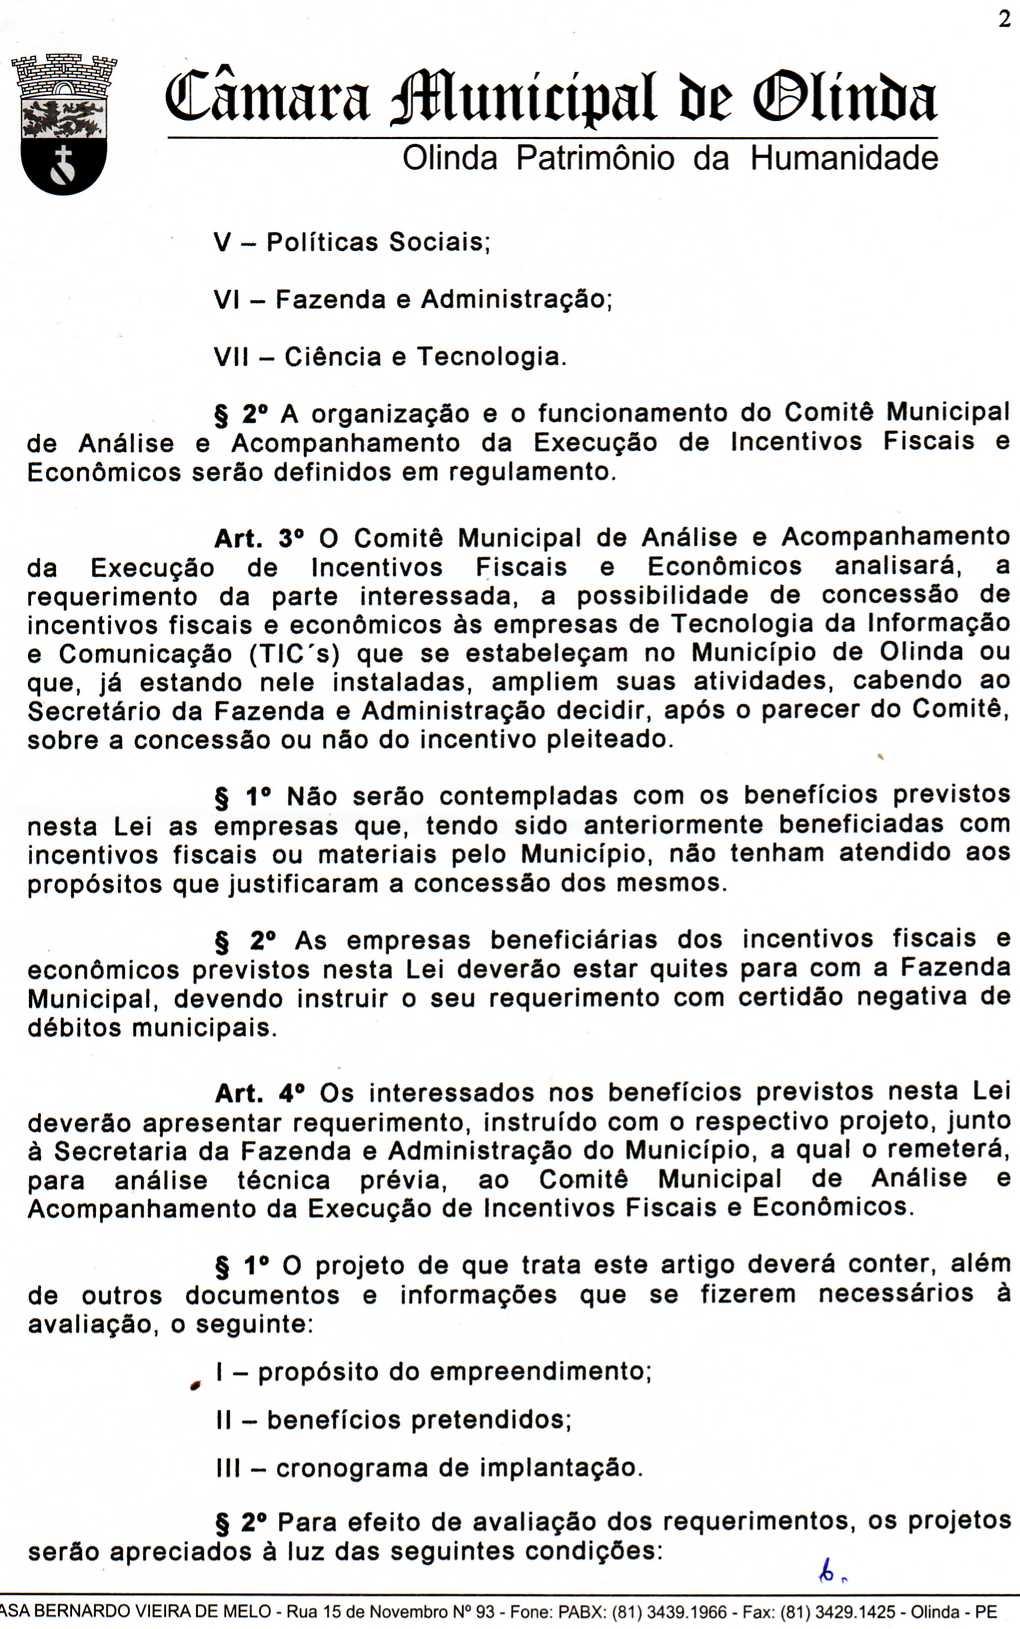 2
Câmara Municipal de Olinda
Olinda Patrimônio da Humanidade
V – Políticas Sociais;
VI – Fazenda e Administração;
VII – Ciência e Tecnologia.
§ 2º A organização e o funcionamento do Comitê Municipal
de Análise e Acompanhamento da Execução de Incentivos Fiscais e
Econômicos serão definidos em regulamento.
Art. 3º O Comitê Municipal de Análise e Acompanhamento
da Execução de Incentivos Fiscais e Econômicos analisará, a
requerimento da parte interessada, a possibilidade de concessão de
incentivos fiscais e econômicos às empresas de Tecnologia da Informação
e Comunicação (TIC´s) que se estabeleçam no Município de Olinda ou
que, já estando nele instaladas, ampliem suas atividades, cabendo ao
Secretário da Fazenda e Administração decidir, após o parecer do Comitê,
sobre a concessão ou não do incentivo pleiteado.
§ 1º Não serão contempladas com os benefícios previstos
nesta Lei as empresas que, tendo sido anteriormente beneficiadas com
incentivos fiscais ou materiais pelo Município, não tenham atendido aos
propósitos que justificaram a concessão dos mesmos.
§ 2º As empresas beneficiárias dos incentivos fiscais e
econômicos previstos nesta Lei deverão estar quites para com a Fazenda
Municipal, devendo instruir o seu requerimento com certidão negativa de
débitos municipais.
Art. 4º Os interessados nos benefícios previstos nesta Lei
deverão apresentar requerimento, instruído com o respectivo projeto, junto
à Secretaria da Fazenda e Administração do Município, a qual o remeterá,
para análise técnica prévia, ao Comitê Municipal de Análise e
Acompanhamento da Execução de Incentivos Fiscais e Econômicos.
§ 1º O projeto de que trata este artigo deverá conter, além
de outros documentos e informações que se fizerem necessários à
avaliação, o seguinte:
I – propósito do empreendimento;
II – benefícios pretendidos;
III – cronograma de implantação.
§ 2º Para efeito de avaliação dos requerimentos, os projetos
serão apreciados à luz das seguintes condições:
ASA BERNARDO VIEIRA DE MELO - Rua 15 de Novembro Nº 93 - Fone: PABX: (81) 3439.1966 - Fax: (81) 3429.1425 - Olinda - PE